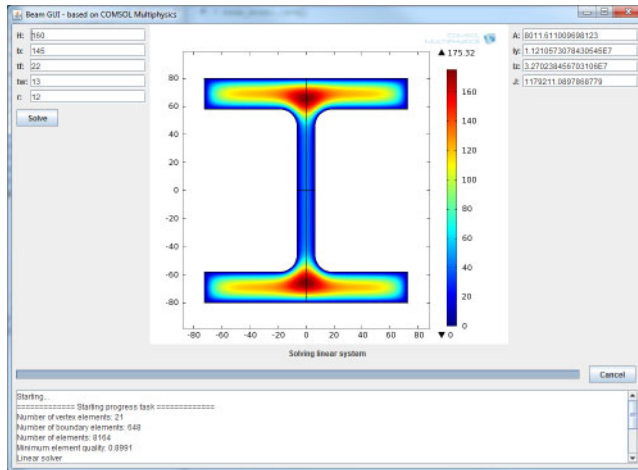 Beam GUI - based on COMSOL Multiphysics
H: 160
b: 145
tf: 22
tw: 13
r: 12
Solve
COMSOL
MULTIPHYSICS
▲ 175.32
80
60
40
20
0
-20
-40
-60
-80
-80 -60 -40 -20 0 20 40 60 80
160
140
120
100
80
60
40
20
0
▼ 0
A: 8011.611009698123
Iy: 1.1210573078430545E7
Iz: 3.270238456703106E7
J: 1179211.0897868779
Solving linear system
Cancel
Starting...
============= Starting progress task =============
Number of vertex elements: 21
Number of boundary elements: 648
Number of elements: 8164
Minimum element quality: 0.8991
Linear solver